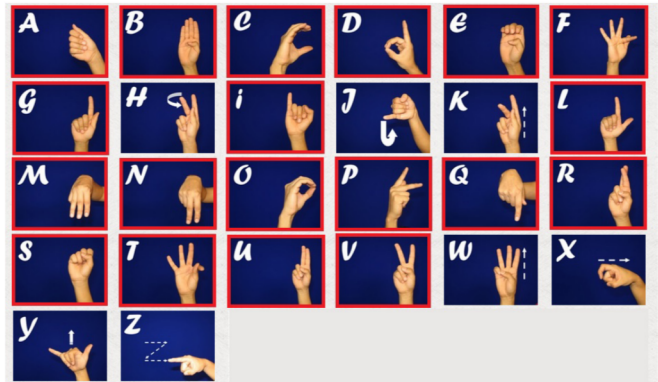 A B C D E F
G H i J K L
M N O P Q R
S T U V W X
Y Z